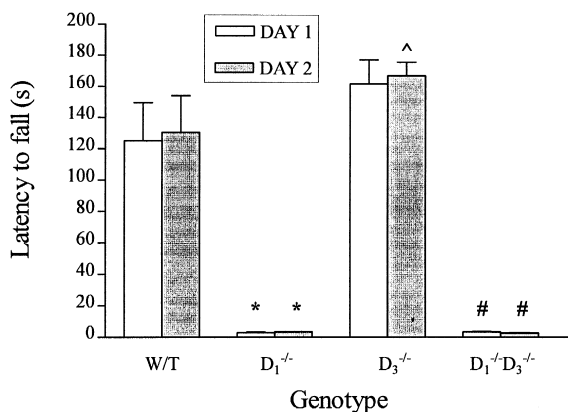 200
180
160
140
120
100
80
60
40
20
0
Latency to fall (s)
DAY 1
DAY 2
^
* *
# #
W/T D₁⁻/⁻ D₃⁻/⁻ D₁⁻/⁻D₃⁻/⁻
Genotype